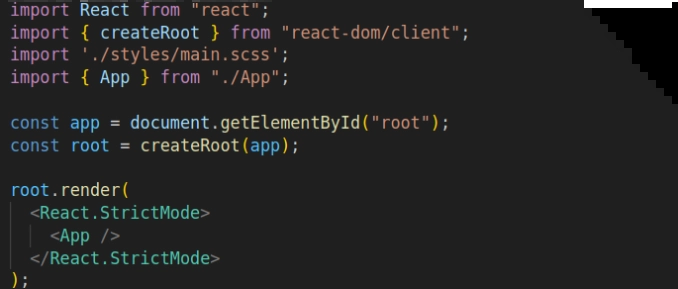 import React from "react";
import { createRoot } from "react-dom/client";
import './styles/main.scss';
import { App } from "./App";

const app = document.getElementById("root");
const root = createRoot(app);

root.render(
  <React.StrictMode>
    <App />
  </React.StrictMode>
);